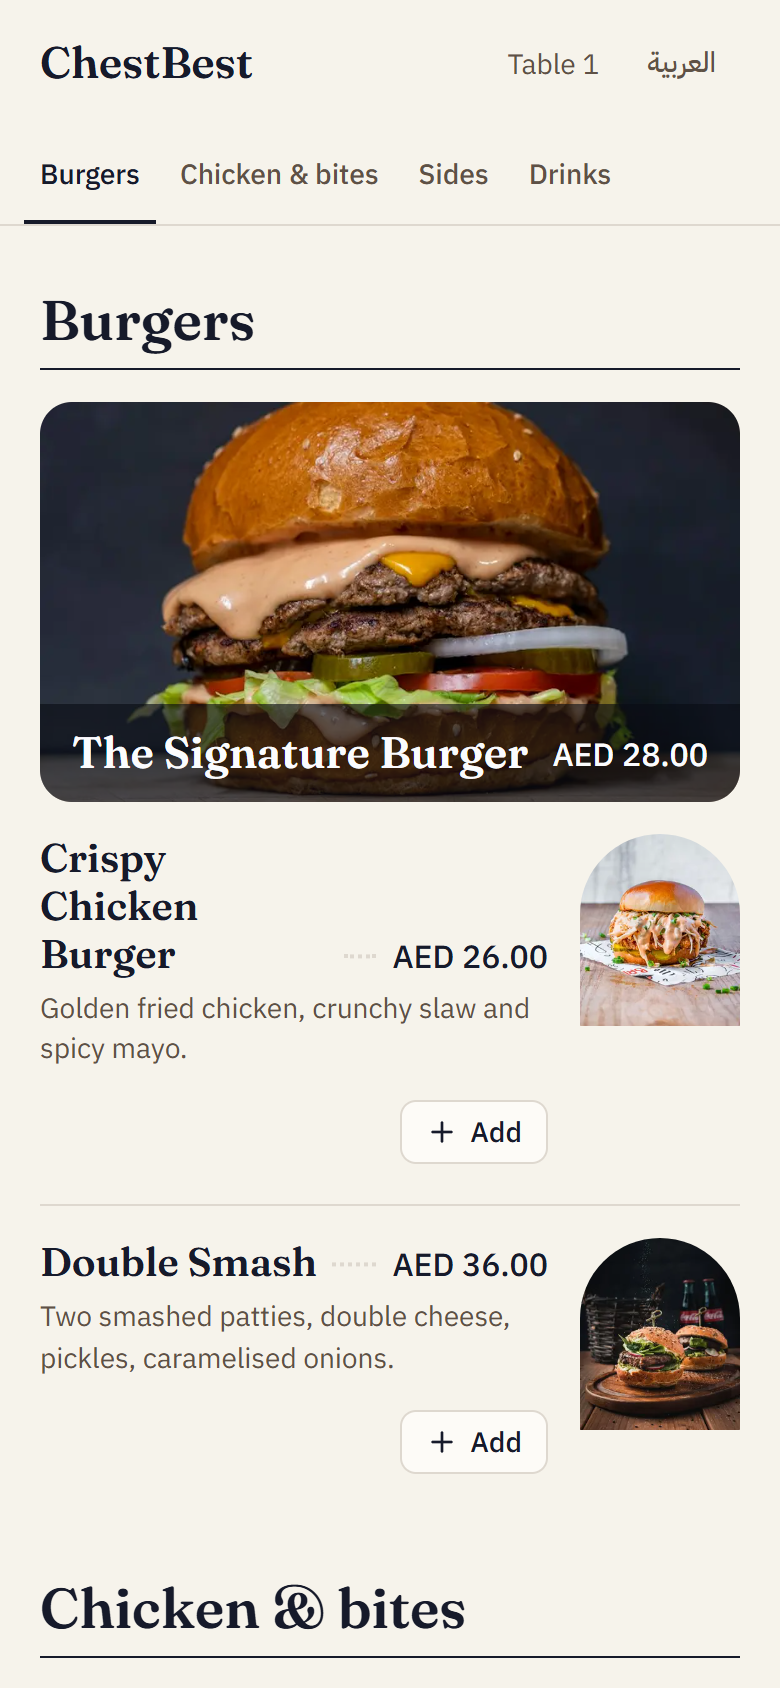 ChestBest
Table 1
العربية
Burgers
Chicken & bites
Sides
Drinks
Burgers
The Signature Burger AED 28.00
Crispy
Chicken
Burger AED 26.00
Golden fried chicken, crunchy slaw and
spicy mayo.
+ Add
Double Smash AED 36.00
Two smashed patties, double cheese,
pickles, caramelised onions.
+ Add
Chicken & bites